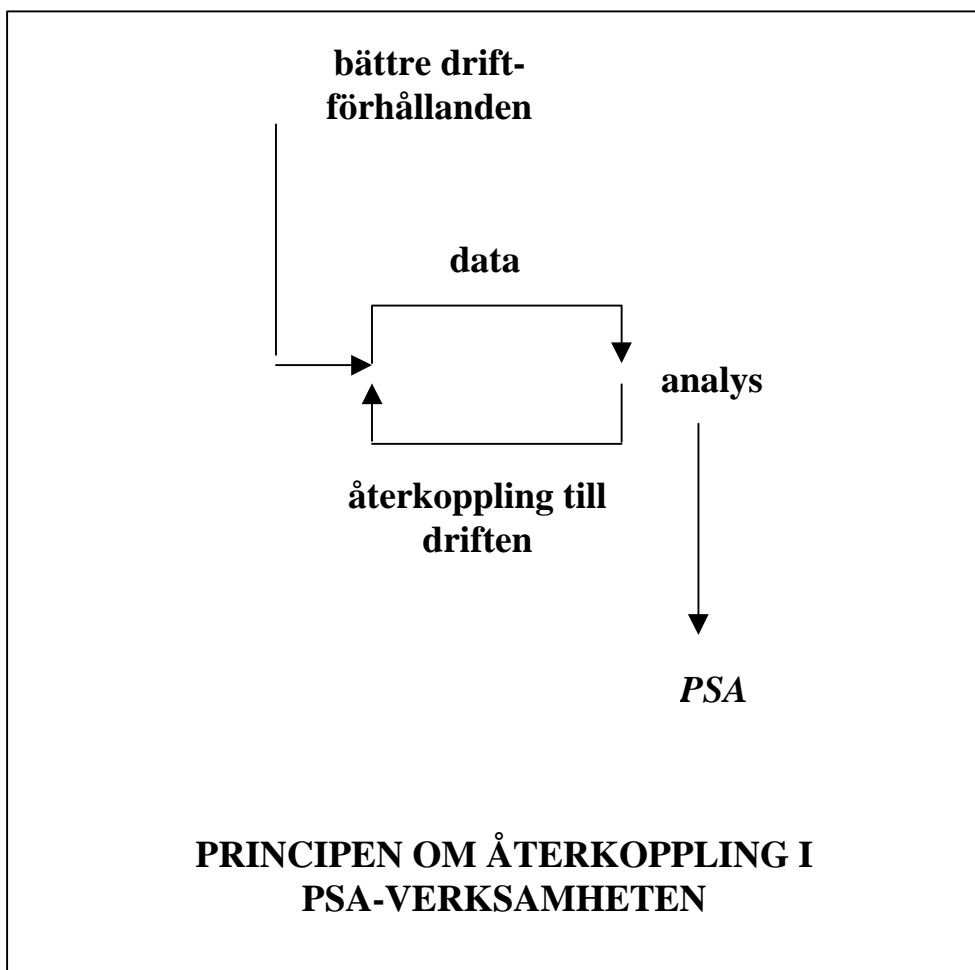 bättre drift-
förhållanden
data
analys
återkoppling till
driften
PSA
PRINCIPEN OM ÅTERKOPPLING I
PSA-VERKSAMHETEN